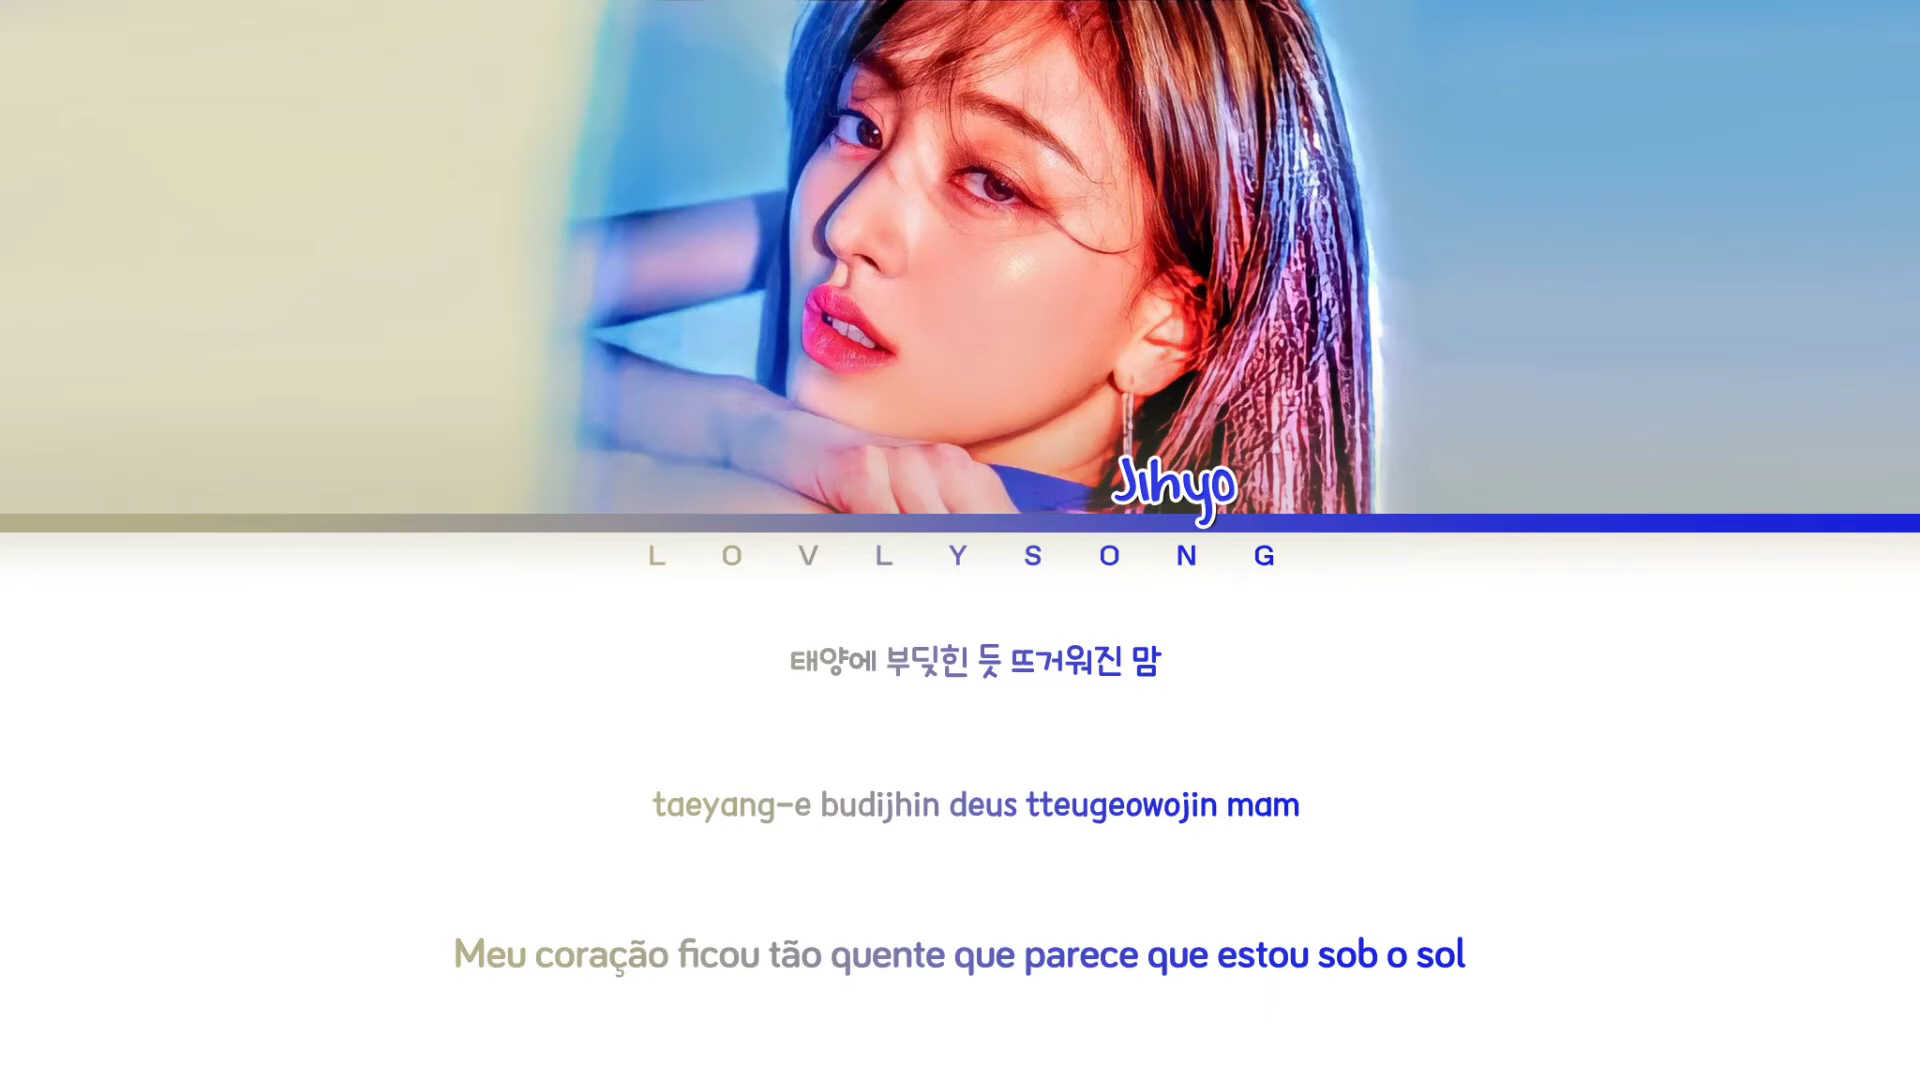 Jihyo
LOVLYSONG
태양에 부딪힌 듯 뜨거워진 맘
taeyang-e budijhin deus tteugeowojin mam
Meu coração ficou tão quente que parece que estou sob o sol